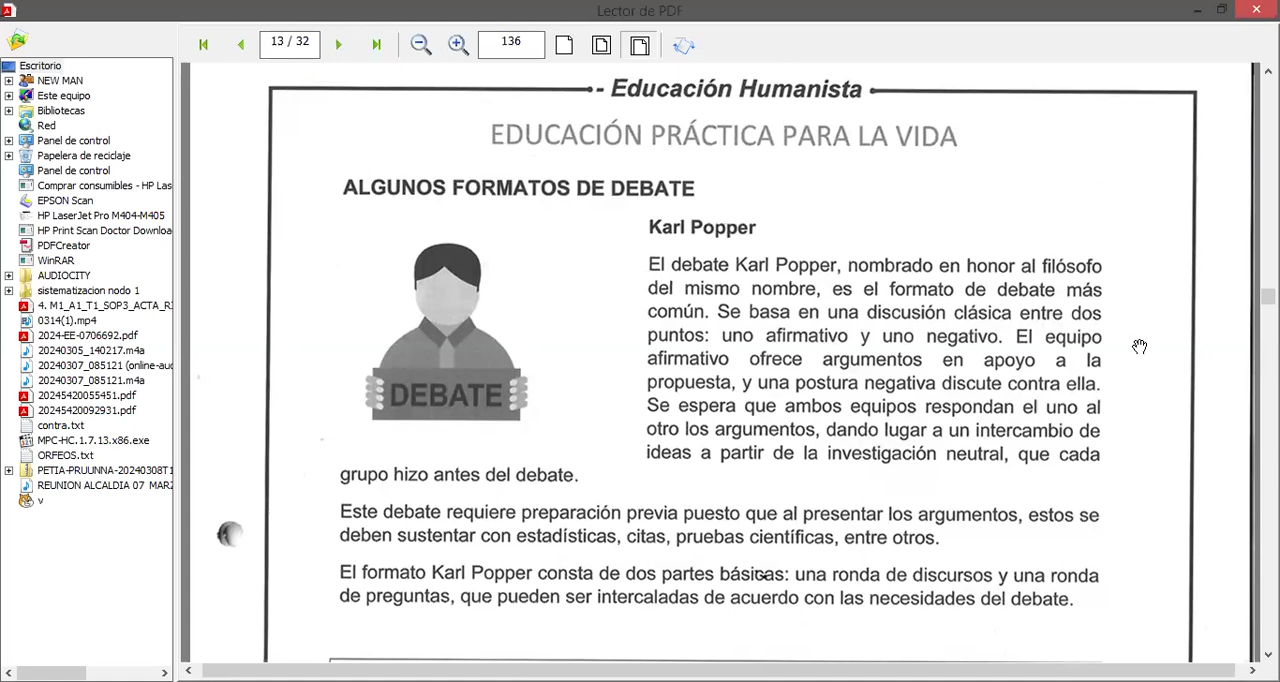 Lector de PDF
13 / 32
136
Escritorio
NEW MAN
Este equipo
Bibliotecas
Red
Panel de control
Papelera de reciclaje
Panel de control
Comprar consumibles - HP Las
EPSON Scan
HP LaserJet Pro M404-M405
HP Print Scan Doctor Downloa
PDFCreator
WinRAR
AUDIOCITY
sistematizacion nodo 1
4. M1_A1_T1_SOP3_ACTA_R
0314(1).mp4
2024-EE-0706692.pdf
20240305_140217.m4a
20240307_085121 (online-aud
20240307_085121.m4a
20245420055451.pdf
20245420092931.pdf
contra.txt
MPC-HC.1.7.13.x86.exe
ORFEOS.txt
PETIA-PRUUNNA-20240308T1
REUNION ALCALDIA 07 MARZ
v
- Educación Humanista
EDUCACIÓN PRÁCTICA PARA LA VIDA
ALGUNOS FORMATOS DE DEBATE
DEBATE
Karl Popper
El debate Karl Popper, nombrado en honor al filósofo
del mismo nombre, es el formato de debate más
común. Se basa en una discusión clásica entre dos
puntos: uno afirmativo y uno negativo. El equipo
afirmativo ofrece argumentos en apoyo a la
propuesta, y una postura negativa discute contra ella.
Se espera que ambos equipos respondan el uno al
otro los argumentos, dando lugar a un intercambio de
ideas a partir de la investigación neutral, que cada
grupo hizo antes del debate.
Este debate requiere preparación previa puesto que al presentar los argumentos, estos se
deben sustentar con estadísticas, citas, pruebas científicas, entre otros.
El formato Karl Popper consta de dos partes básicas: una ronda de discursos y una ronda
de preguntas, que pueden ser intercaladas de acuerdo con las necesidades del debate.